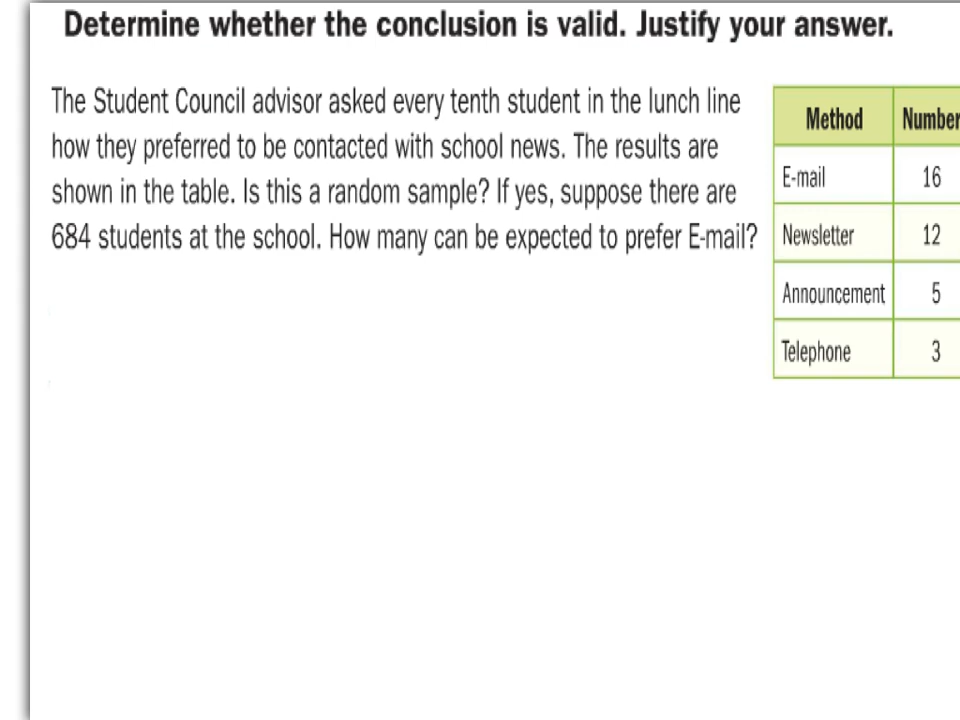 Determine whether the conclusion is valid. Justify your answer.
The Student Council advisor asked every tenth student in the lunch line
how they preferred to be contacted with school news. The results are
shown in the table. Is this a random sample? If yes, suppose there are
684 students at the school. How many can be expected to prefer E-mail?
Method Number
E-mail 16
Newsletter 12
Announcement 5
Telephone 3